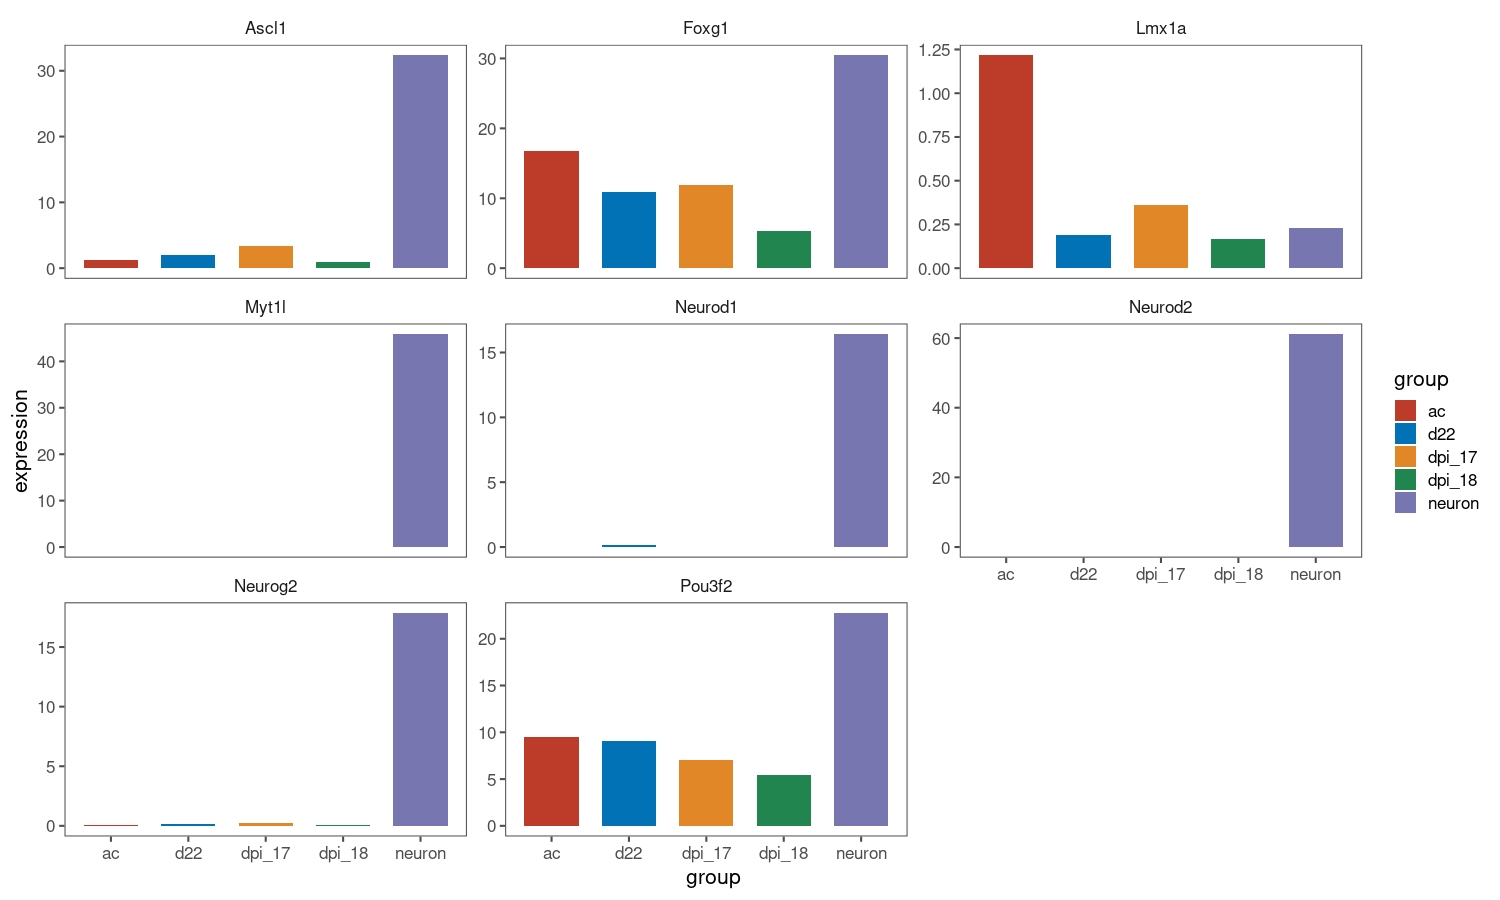 Ascl1
Foxg1
Lmx1a
30
20
10
0
30
20
10
0
1.25
1.00
0.75
0.50
0.25
0.00
Myt1l
Neurod1
Neurod2
40
30
20
10
0
15
10
5
0
60
40
20
0
ac d22 dpi_17 dpi_18 neuron
Neurog2
Pou3f2
15
10
5
0
20
15
10
5
0
ac d22 dpi_17 dpi_18 neuron
ac d22 dpi_17 dpi_18 neuron
expression
group
group
ac
d22
dpi_17
dpi_18
neuron